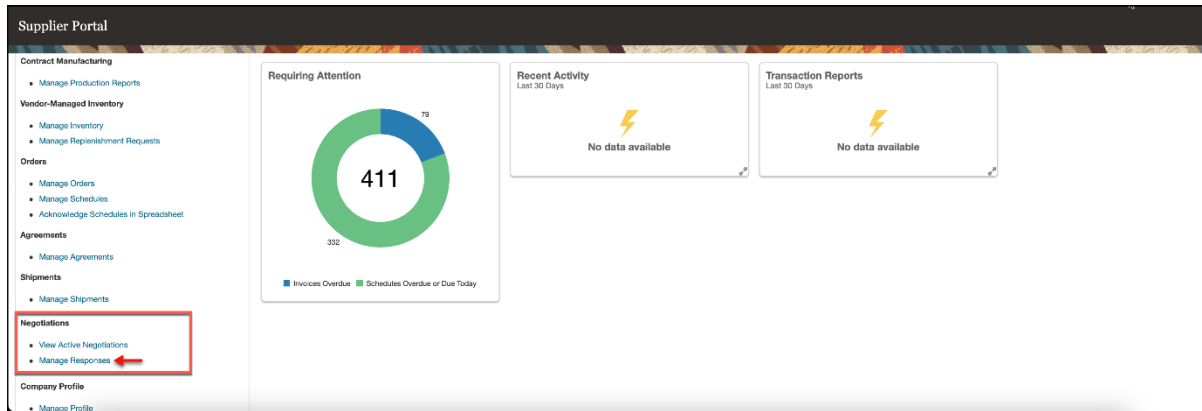 Supplier Portal
Contract Manufacturing
Manage Production Reports
Vendor-Managed Inventory
Manage Inventory
Manage Replenishment Requests
Orders
Manage Orders
Manage Schedules
Acknowledge Schedules in Spreadsheet
Agreements
Manage Agreements
Shipments
Manage Shipments
Negotiations
View Active Negotiations
Manage Responses
Company Profile
Manage Profile
Requiring Attention
79
411
332
Invoices Overdue
Schedules Overdue or Due Today
Recent Activity
Last 30 Days
No data available
Transaction Reports
Last 30 Days
No data available